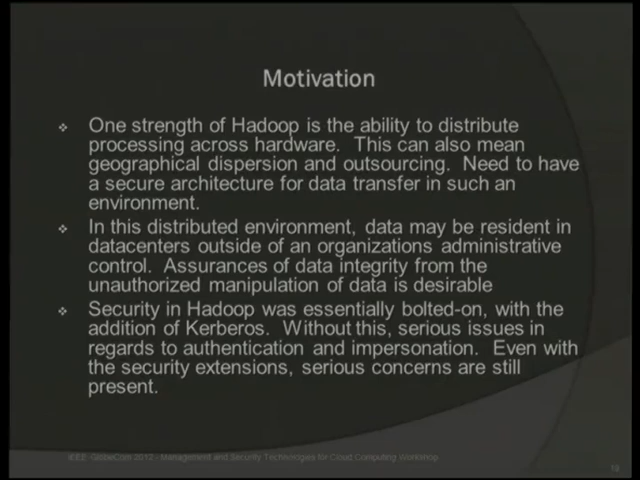 Motivation
One strength of Hadoop is the ability to distribute
processing across hardware. This can also mean
geographical dispersion and outsourcing. Need to have
a secure architecture for data transfer in such an
environment.
In this distributed environment, data may be resident in
datacenters outside of an organizations administrative
control. Assurances of data integrity from the
unauthorized manipulation of data is desirable
Security in Hadoop was essentially bolted-on, with the
addition of Kerberos. Without this, serious issues in
regards to authentication and impersonation. Even with
the security extensions, serious concerns are still
present.
IEEE GlobeCom 2012 - Management and Security Technologies for Cloud Computing Workshop